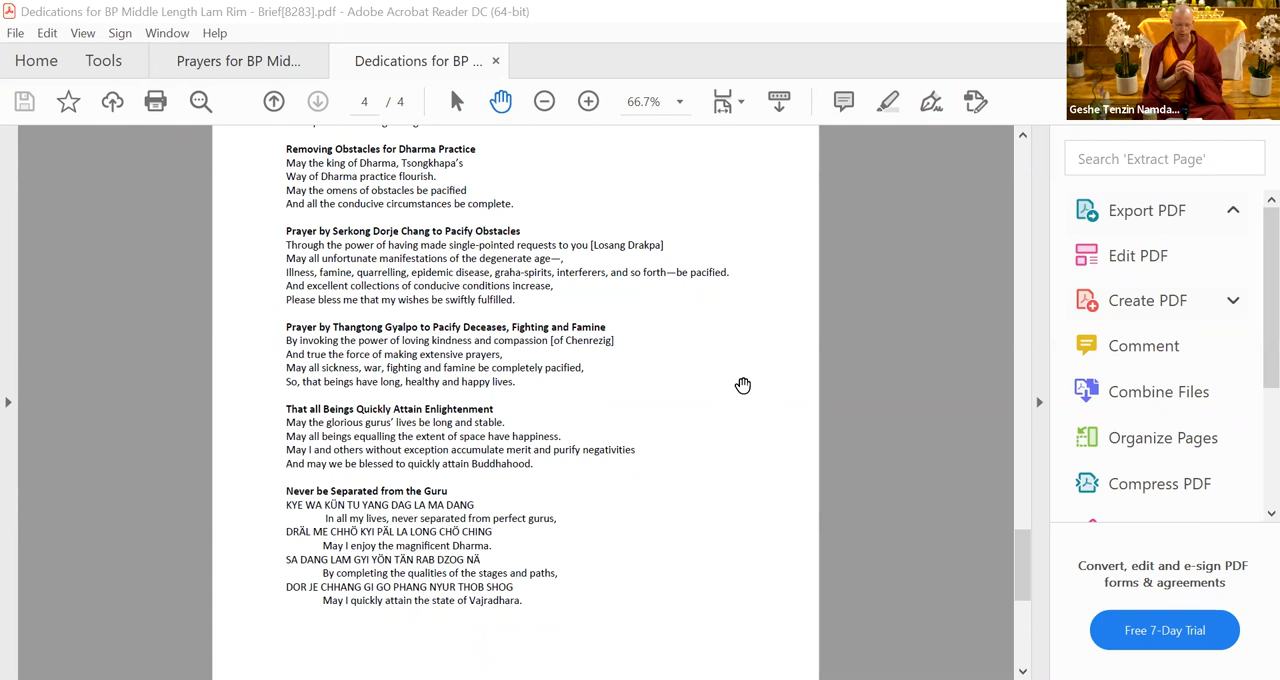 Dedications for BP Middle Length Lam Rim - Brief[8283].pdf - Adobe Acrobat Reader DC (64-bit)
File Edit View Sign Window Help
Home Tools Prayers for BP Mid... Dedications for BP ... ×
4 / 4 66.7%
Geshe Tenzin Namda...
Removing Obstacles for Dharma Practice
May the king of Dharma, Tsongkhapa's
Way of Dharma practice flourish.
May the omens of obstacles be pacified
And all the conducive circumstances be complete.
Prayer by Serkong Dorje Chang to Pacify Obstacles
Through the power of having made single-pointed requests to you [Losang Drakpa]
May all unfortunate manifestations of the degenerate age—,
Illness, famine, quarrelling, epidemic disease, graha-spirits, interferers, and so forth—be pacified.
And excellent collections of conducive conditions increase,
Please bless me that my wishes be swiftly fulfilled.
Prayer by Thangtong Gyalpo to Pacify Deceases, Fighting and Famine
By invoking the power of loving kindness and compassion [of Chenrezig]
And true the force of making extensive prayers,
May all sickness, war, fighting and famine be completely pacified,
So, that beings have long, healthy and happy lives.
That all Beings Quickly Attain Enlightenment
May the glorious gurus' lives be long and stable.
May all beings equalling the extent of space have happiness.
May I and others without exception accumulate merit and purify negativities
And may we be blessed to quickly attain Buddhahood.
Never be Separated from the Guru
KYE WA KÜN TU YANG DAG LA MA DANG
In all my lives, never separated from perfect gurus,
DRÄL ME CHHÖ KYI PÄL LA LONG CHÖ CHING
May I enjoy the magnificent Dharma.
SA DANG LAM GYI YÖN TÄN RAB DZOG NÄ
By completing the qualities of the stages and paths,
DOR JE CHHANG GI GO PHANG NYUR THOB SHOG
May I quickly attain the state of Vajradhara.
Search 'Extract Page'
Export PDF
Edit PDF
Create PDF
Comment
Combine Files
Organize Pages
Compress PDF
Convert, edit and e-sign PDF
forms & agreements
Free 7-Day Trial